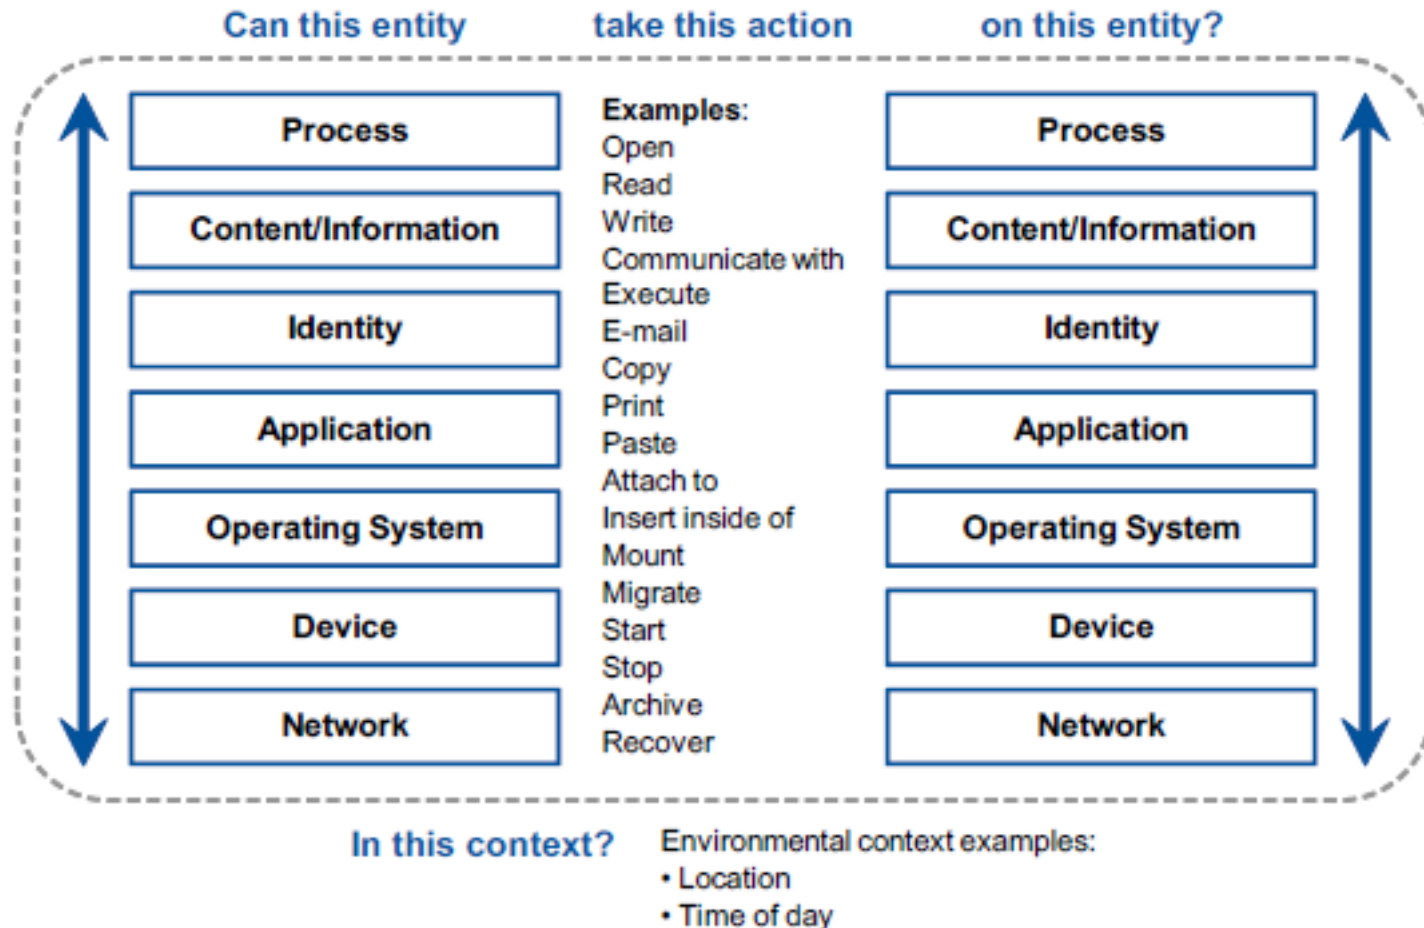 Can this entity take this action on this entity?
Process
Content/Information
Identity
Application
Operating System
Device
Network
Examples:
Open
Read
Write
Communicate with
Execute
E-mail
Copy
Print
Paste
Attach to
Insert inside of
Mount
Migrate
Start
Stop
Archive
Recover
Process
Content/Information
Identity
Application
Operating System
Device
Network
In this context?
Environmental context examples:
• Location
• Time of day